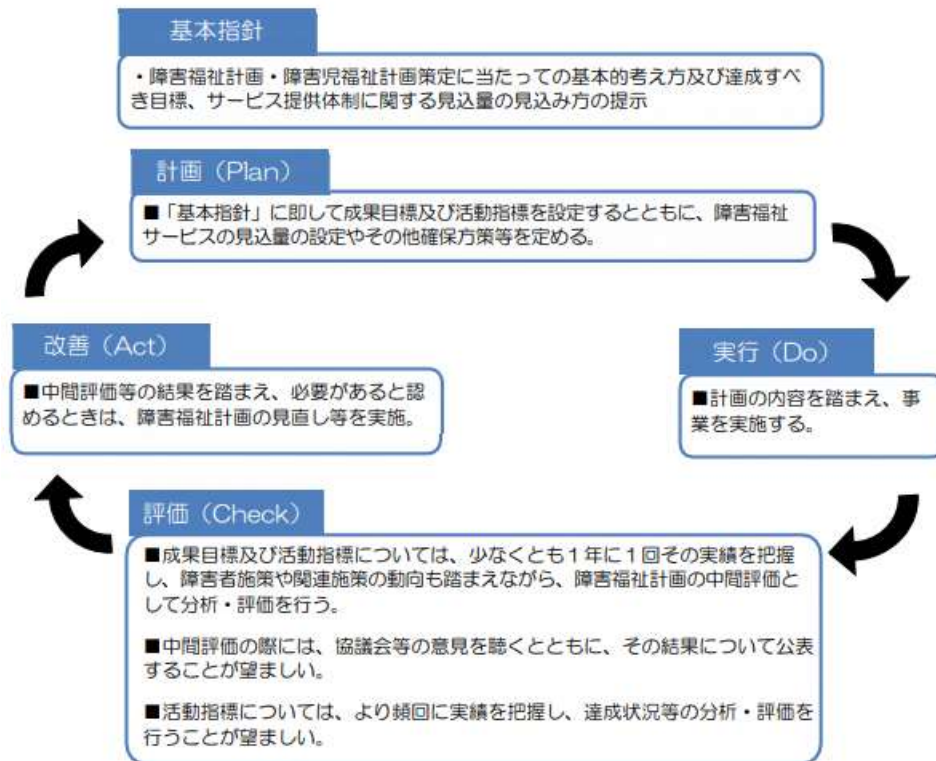 基本指針
・障害福祉計画・障害児福祉計画策定に当たっての基本的考え方及び達成すべ
き目標、サービス提供体制に関する見込量の見込み方の提示
計画（Plan）
■「基本指針」に即して成果目標及び活動指標を設定するとともに、障害福祉
サービスの見込量の設定やその他確保方策等を定める。
実行（Do）
■計画の内容を踏まえ、事
業を実施する。
評価（Check）
■成果目標及び活動指標については、少なくとも１年に１回その実績を把握
し、障害者施策や関連施策の動向も踏まえながら、障害福祉計画の中間評価と
して分析・評価を行う。
■中間評価の際には、協議会等の意見を聴くとともに、その結果について公表
することが望ましい。
■活動指標については、より頻回に実績を把握し、達成状況等の分析・評価を
行うことが望ましい。
改善（Act）
■中間評価等の結果を踏まえ、必要があると認
めるときは、障害福祉計画の見直し等を実施。